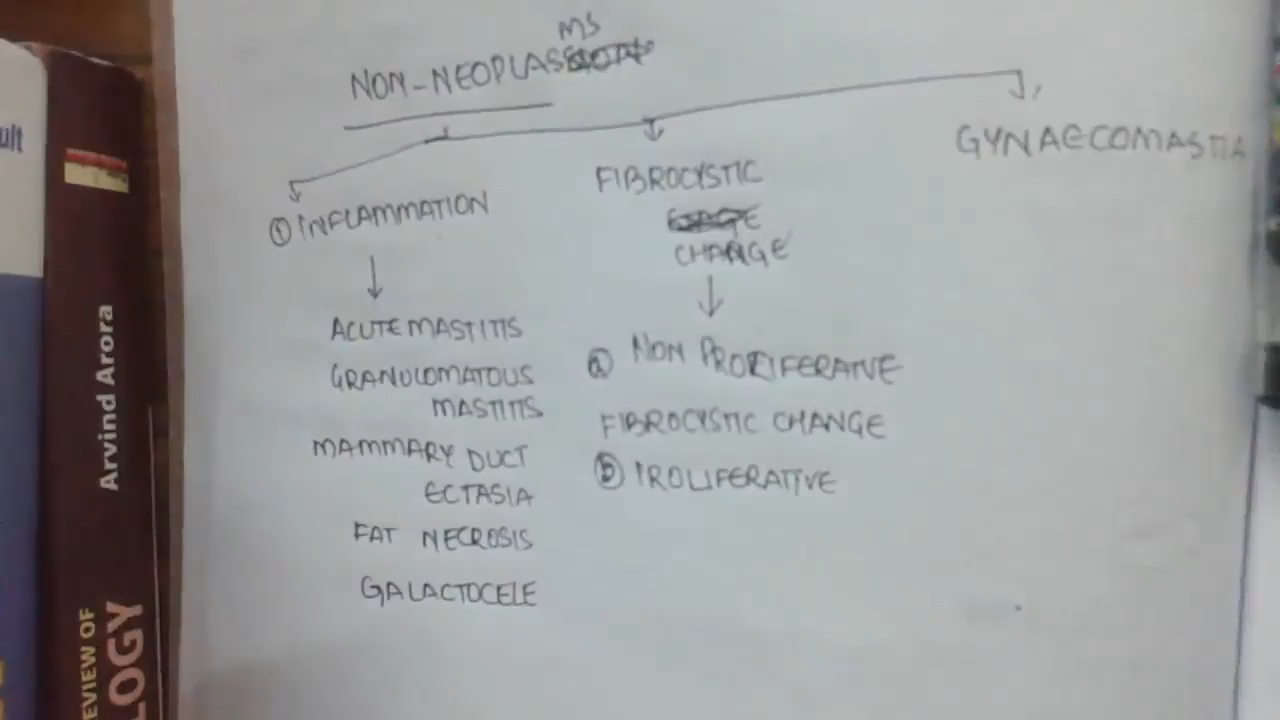 MS
NON-NEOPLAS
GYNAECOMASTIA
FIBROCYSTIC
CHANGE
① INFLAMMATION
ACUTE MASTITIS
GRANULOMATOUS
MASTITIS
MAMMARY DUCT
ECTASIA
FAT NECROSIS
GALACTOCELE
ⓐ NON PROLIFERATIVE
FIBROCYSTIC CHANGE
ⓑ PROLIFERATIVE
ult
Arvind Arora
EVIEW OF
LOGY